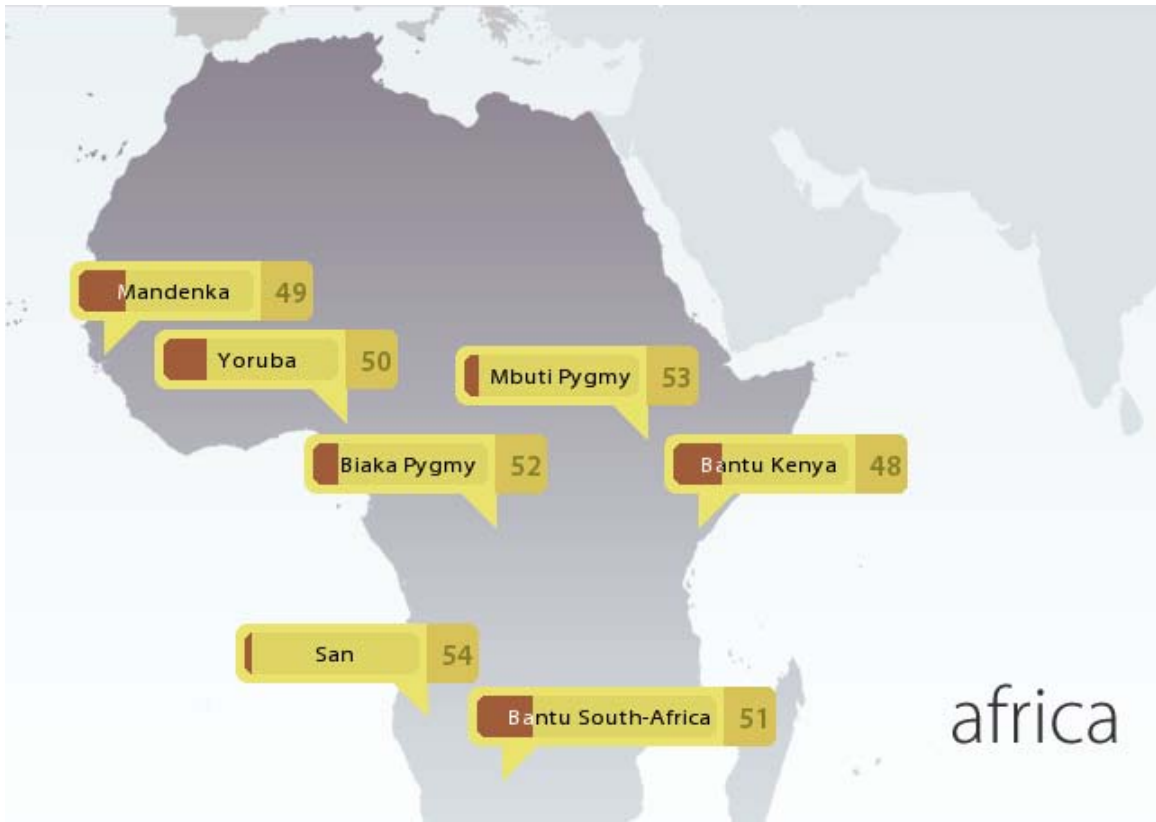 Mandenka 49
Yoruba 50
Mbuti Pygmy 53
Biaka Pygmy 52
Bantu Kenya 48
San 54
Bantu South-Africa 51
africa